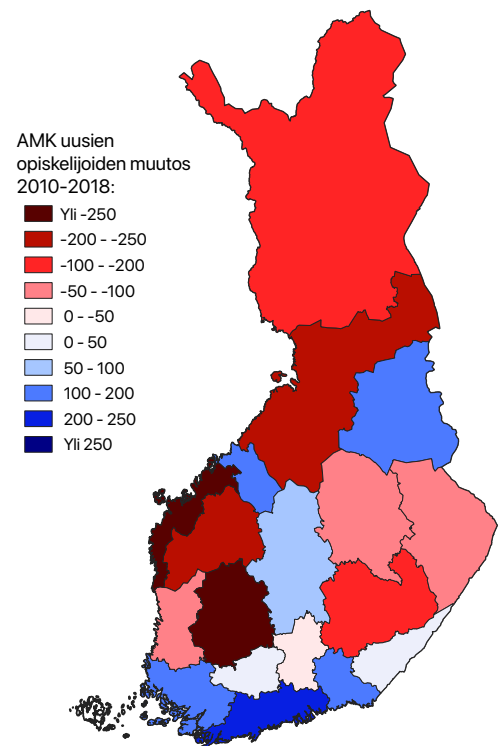 AMK uusien
opiskelijoiden muutos
2010-2018:
Yli -250
-200 - -250
-100 - -200
-50 - -100
0 - -50
0 - 50
50 - 100
100 - 200
200 - 250
Yli 250